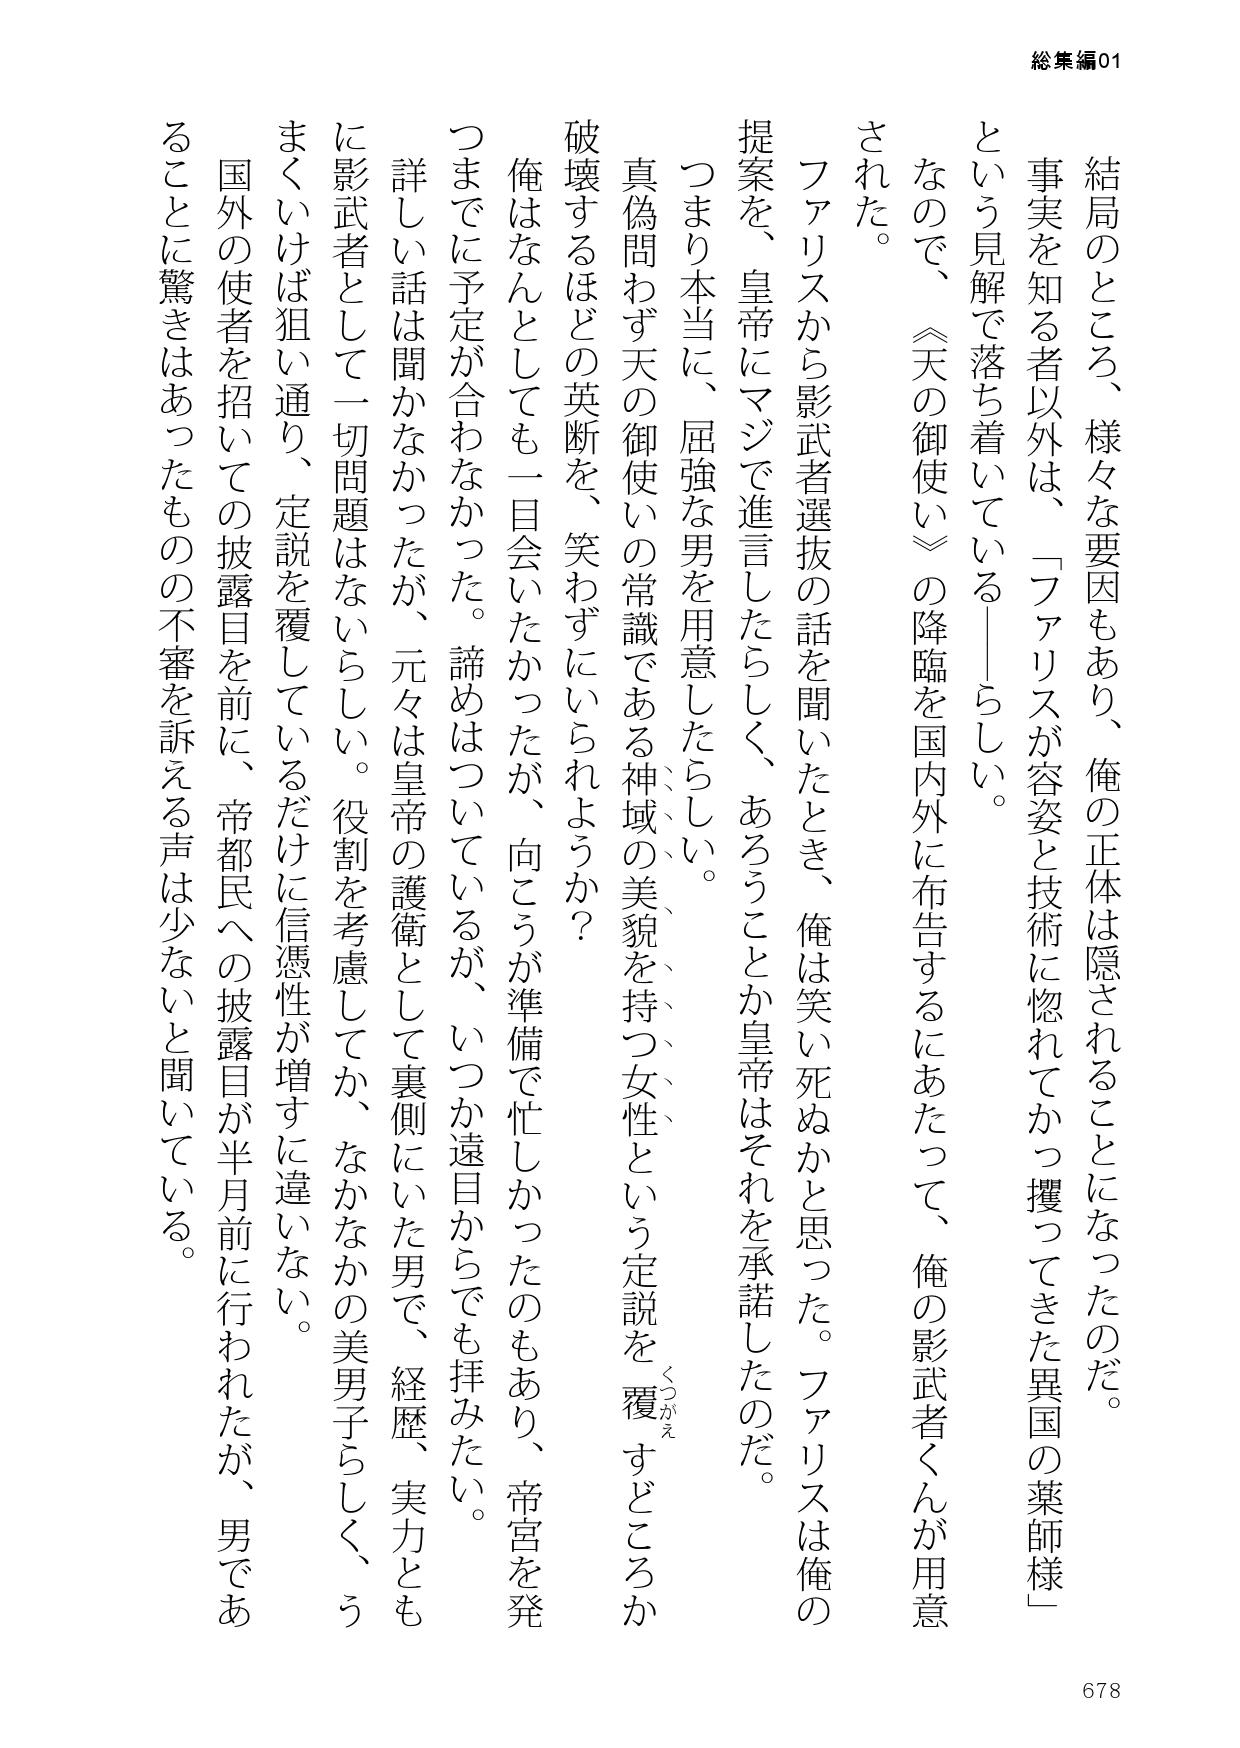 総集編01
結局のところ、様々な要因もあり、俺の正体は隠されることになったのだ。
事実を知る者以外は、「ファリスが容姿と技術に惚れてかっ攫ってきた異国の薬師様」
という見解で落ち着いている――らしい。
なので、《天の御使い》の降臨を国内外に布告するにあたって、俺の影武者くんが用意
された。
ファリスから影武者選抜の話を聞いたとき、俺は笑い死ぬかと思った。ファリスは俺の
提案を、皇帝にマジで進言したらしく、あろうことか皇帝はそれを承諾したのだ。
つまり本当に、屈強な男を用意したらしい。
真偽問わず天の御使いの常識である神域の美貌を持つ女性という定説を覆すどころか
くつがえ
破壊するほどの英断を、笑わずにいられようか?
俺はなんとしても一目会いたかったが、向こうが準備で忙しかったのもあり、帝宮を発
つまでに予定が合わなかった。諦めはついているが、いつか遠目からでも拝みたい。
詳しい話は聞かなかったが、元々は皇帝の護衛として裏側にいた男で、経歴、実力とも
に影武者として一切問題はないらしい。役割を考慮してか、なかなかの美男子らしく、う
まくいけば狙い通り、定説を覆しているだけに信憑性が増すに違いない。
国外の使者を招いての披露目を前に、帝都民への披露目が半月前に行われたが、男であ
ることに驚きはあったものの不審を訴える声は少ないと聞いている。
678